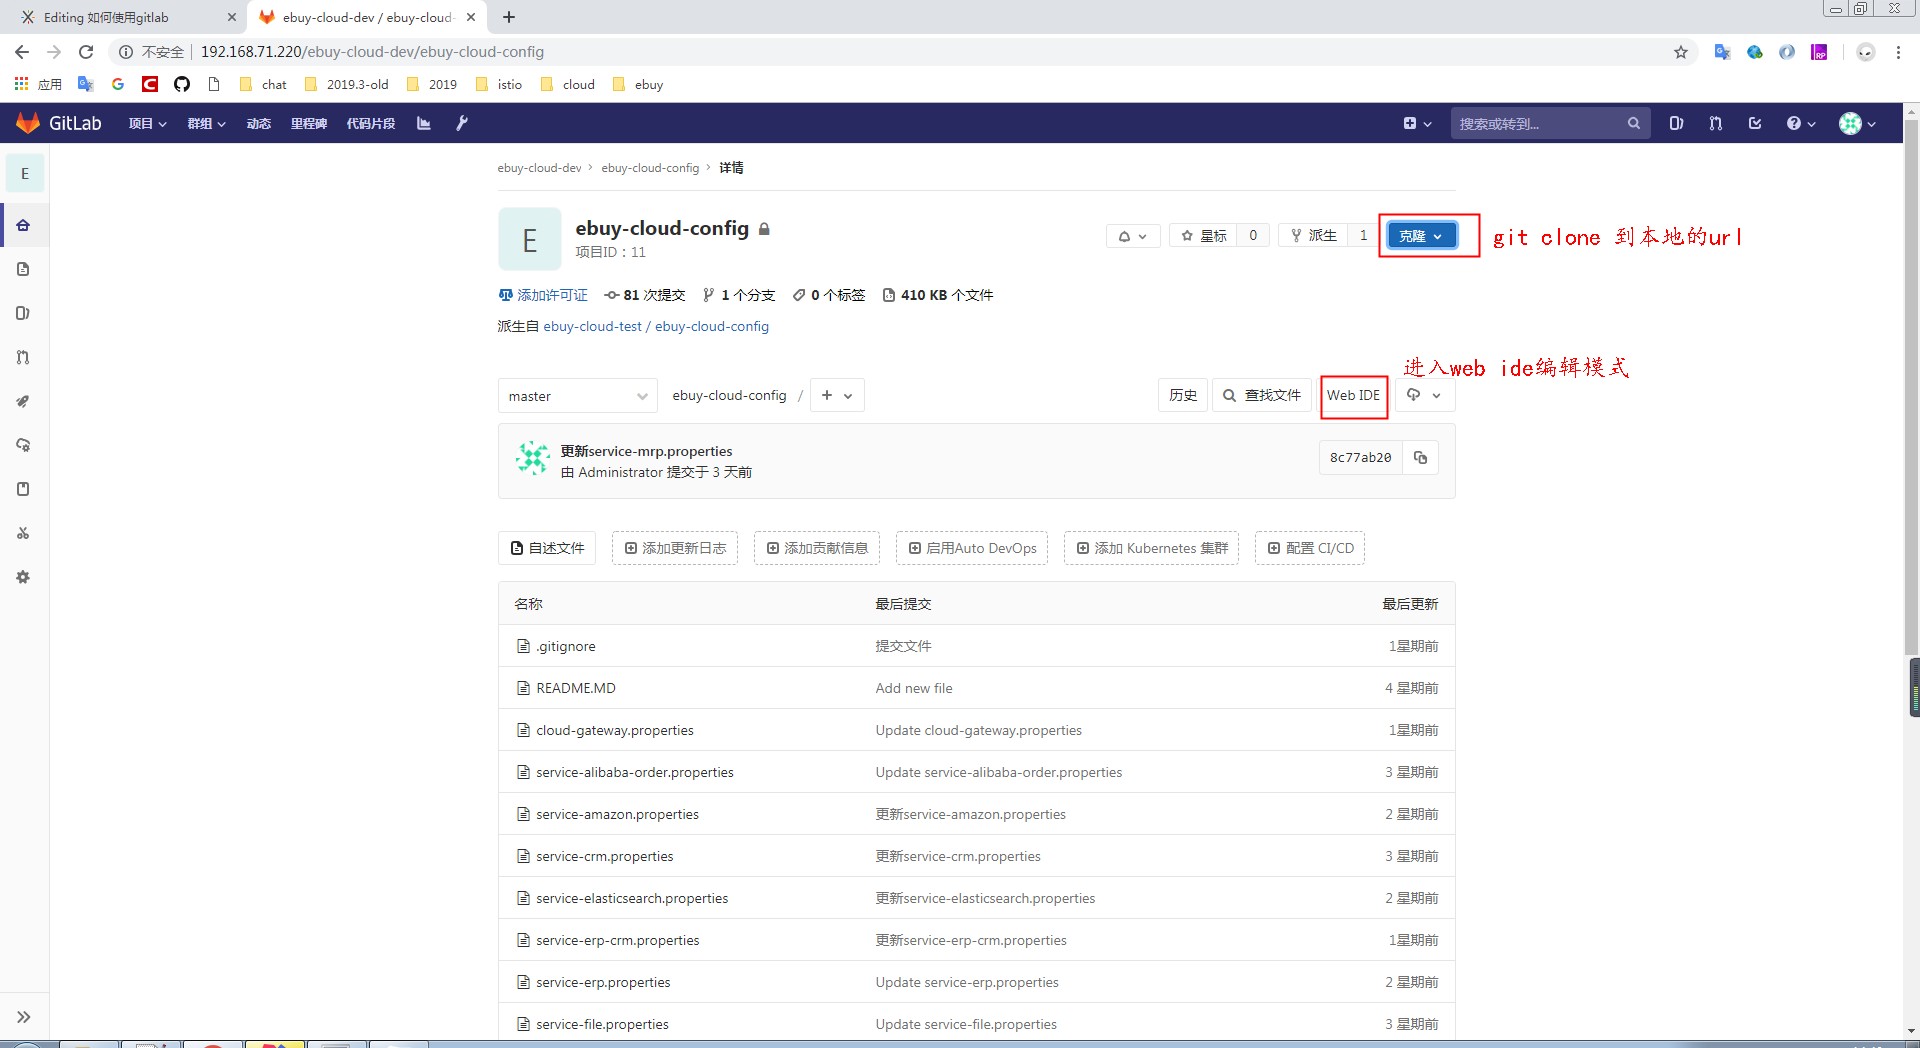 Editing 如何使用gitlab
ebuy-cloud-dev / ebuy-cloud-
不安全 192.168.71.220/ebuy-cloud-dev/ebuy-cloud-config
应用 chat 2019.3-old 2019 istio cloud ebuy
GitLab 项目 群组 动态 里程碑 代码片段 搜索或转到...
E
ebuy-cloud-dev › ebuy-cloud-config › 详情
E
ebuy-cloud-config
项目ID：11
星标 0 派生 1 克隆
git clone 到本地的url
添加许可证 81 次提交 1 个分支 0 个标签 410 KB 个文件
派生自 ebuy-cloud-test / ebuy-cloud-config
进入web ide编辑模式
master ebuy-cloud-config / + 历史 查找文件 Web IDE
更新service-mrp.properties
由 Administrator 提交于 3 天前
8c77ab20
自述文件 添加更新日志 添加贡献信息 启用Auto DevOps 添加 Kubernetes 集群 配置 CI/CD
名称 最后提交 最后更新
.gitignore 提交文件 1星期前
README.MD Add new file 4 星期前
cloud-gateway.properties Update cloud-gateway.properties 1星期前
service-alibaba-order.properties Update service-alibaba-order.properties 3 星期前
service-amazon.properties 更新service-amazon.properties 2 星期前
service-crm.properties 更新service-crm.properties 3 星期前
service-elasticsearch.properties 更新service-elasticsearch.properties 2 星期前
service-erp-crm.properties 更新service-erp-crm.properties 1星期前
service-erp.properties Update service-erp.properties 2 星期前
service-file.properties Update service-file.properties 3 星期前